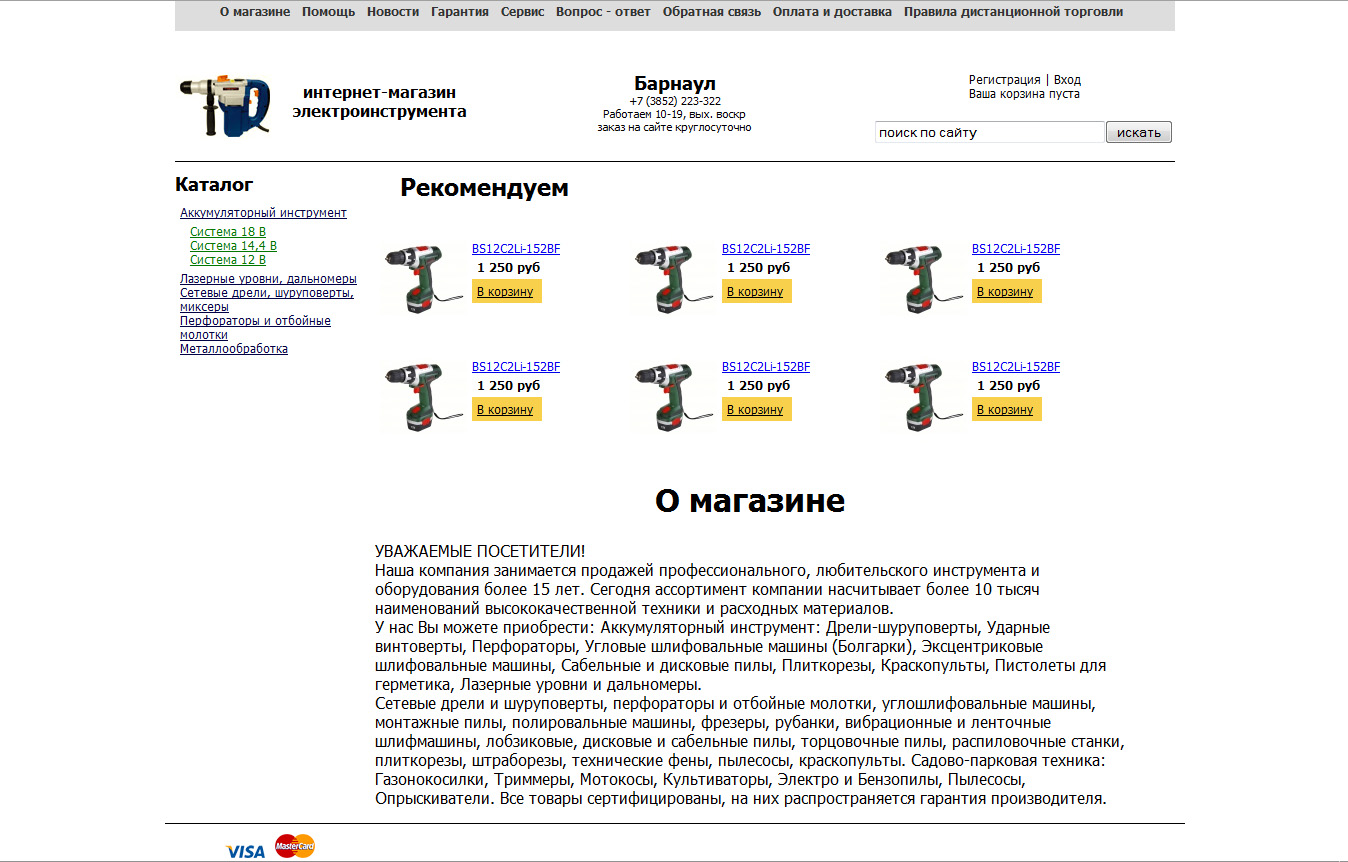 О магазине Помощь Новости Гарантия Сервис Вопрос - ответ Обратная связь Оплата и доставка Правила дистанционной торговли
интернет-магазин
электроинструмента
Барнаул
+7 (3852) 223-322
Работаем 10-19, вых. воскр
заказ на сайте круглосуточно
Регистрация | Вход
Ваша корзина пуста
поиск по сайту искать
Каталог
Аккумуляторный инструмент
Система 18 В
Система 14,4 В
Система 12 В
Лазерные уровни, дальномеры
Сетевые дрели, шуруповерты,
миксеры
Перфораторы и отбойные
молотки
Металлообработка
Рекомендуем
BS12C2Li-152BF BS12C2Li-152BF BS12C2Li-152BF
1 250 руб 1 250 руб 1 250 руб
В корзину В корзину В корзину
BS12C2Li-152BF BS12C2Li-152BF BS12C2Li-152BF
1 250 руб 1 250 руб 1 250 руб
В корзину В корзину В корзину
О магазине
УВАЖАЕМЫЕ ПОСЕТИТЕЛИ!
Наша компания занимается продажей профессионального, любительского инструмента и
оборудования более 15 лет. Сегодня ассортимент компании насчитывает более 10 тысяч
наименований высококачественной техники и расходных материалов.
У нас Вы можете приобрести: Аккумуляторный инструмент: Дрели-шуруповерты, Ударные
винтоверты, Перфораторы, Угловые шлифовальные машины (Болгарки), Эксцентриковые
шлифовальные машины, Сабельные и дисковые пилы, Плиткорезы, Краскопульты, Пистолеты для
герметика, Лазерные уровни и дальномеры.
Сетевые дрели и шуруповерты, перфораторы и отбойные молотки, углошлифовальные машины,
монтажные пилы, полировальные машины, фрезеры, рубанки, вибрационные и ленточные
шлифмашины, лобзиковые, дисковые и сабельные пилы, торцовочные пилы, распиловочные станки,
плиткорезы, штраборезы, технические фены, пылесосы, краскопульты. Садово-парковая техника:
Газонокосилки, Триммеры, Мотокосы, Культиваторы, Электро и Бензопилы, Пылесосы,
Опрыскиватели. Все товары сертифицированы, на них распространяется гарантия производителя.
VISA MasterCard